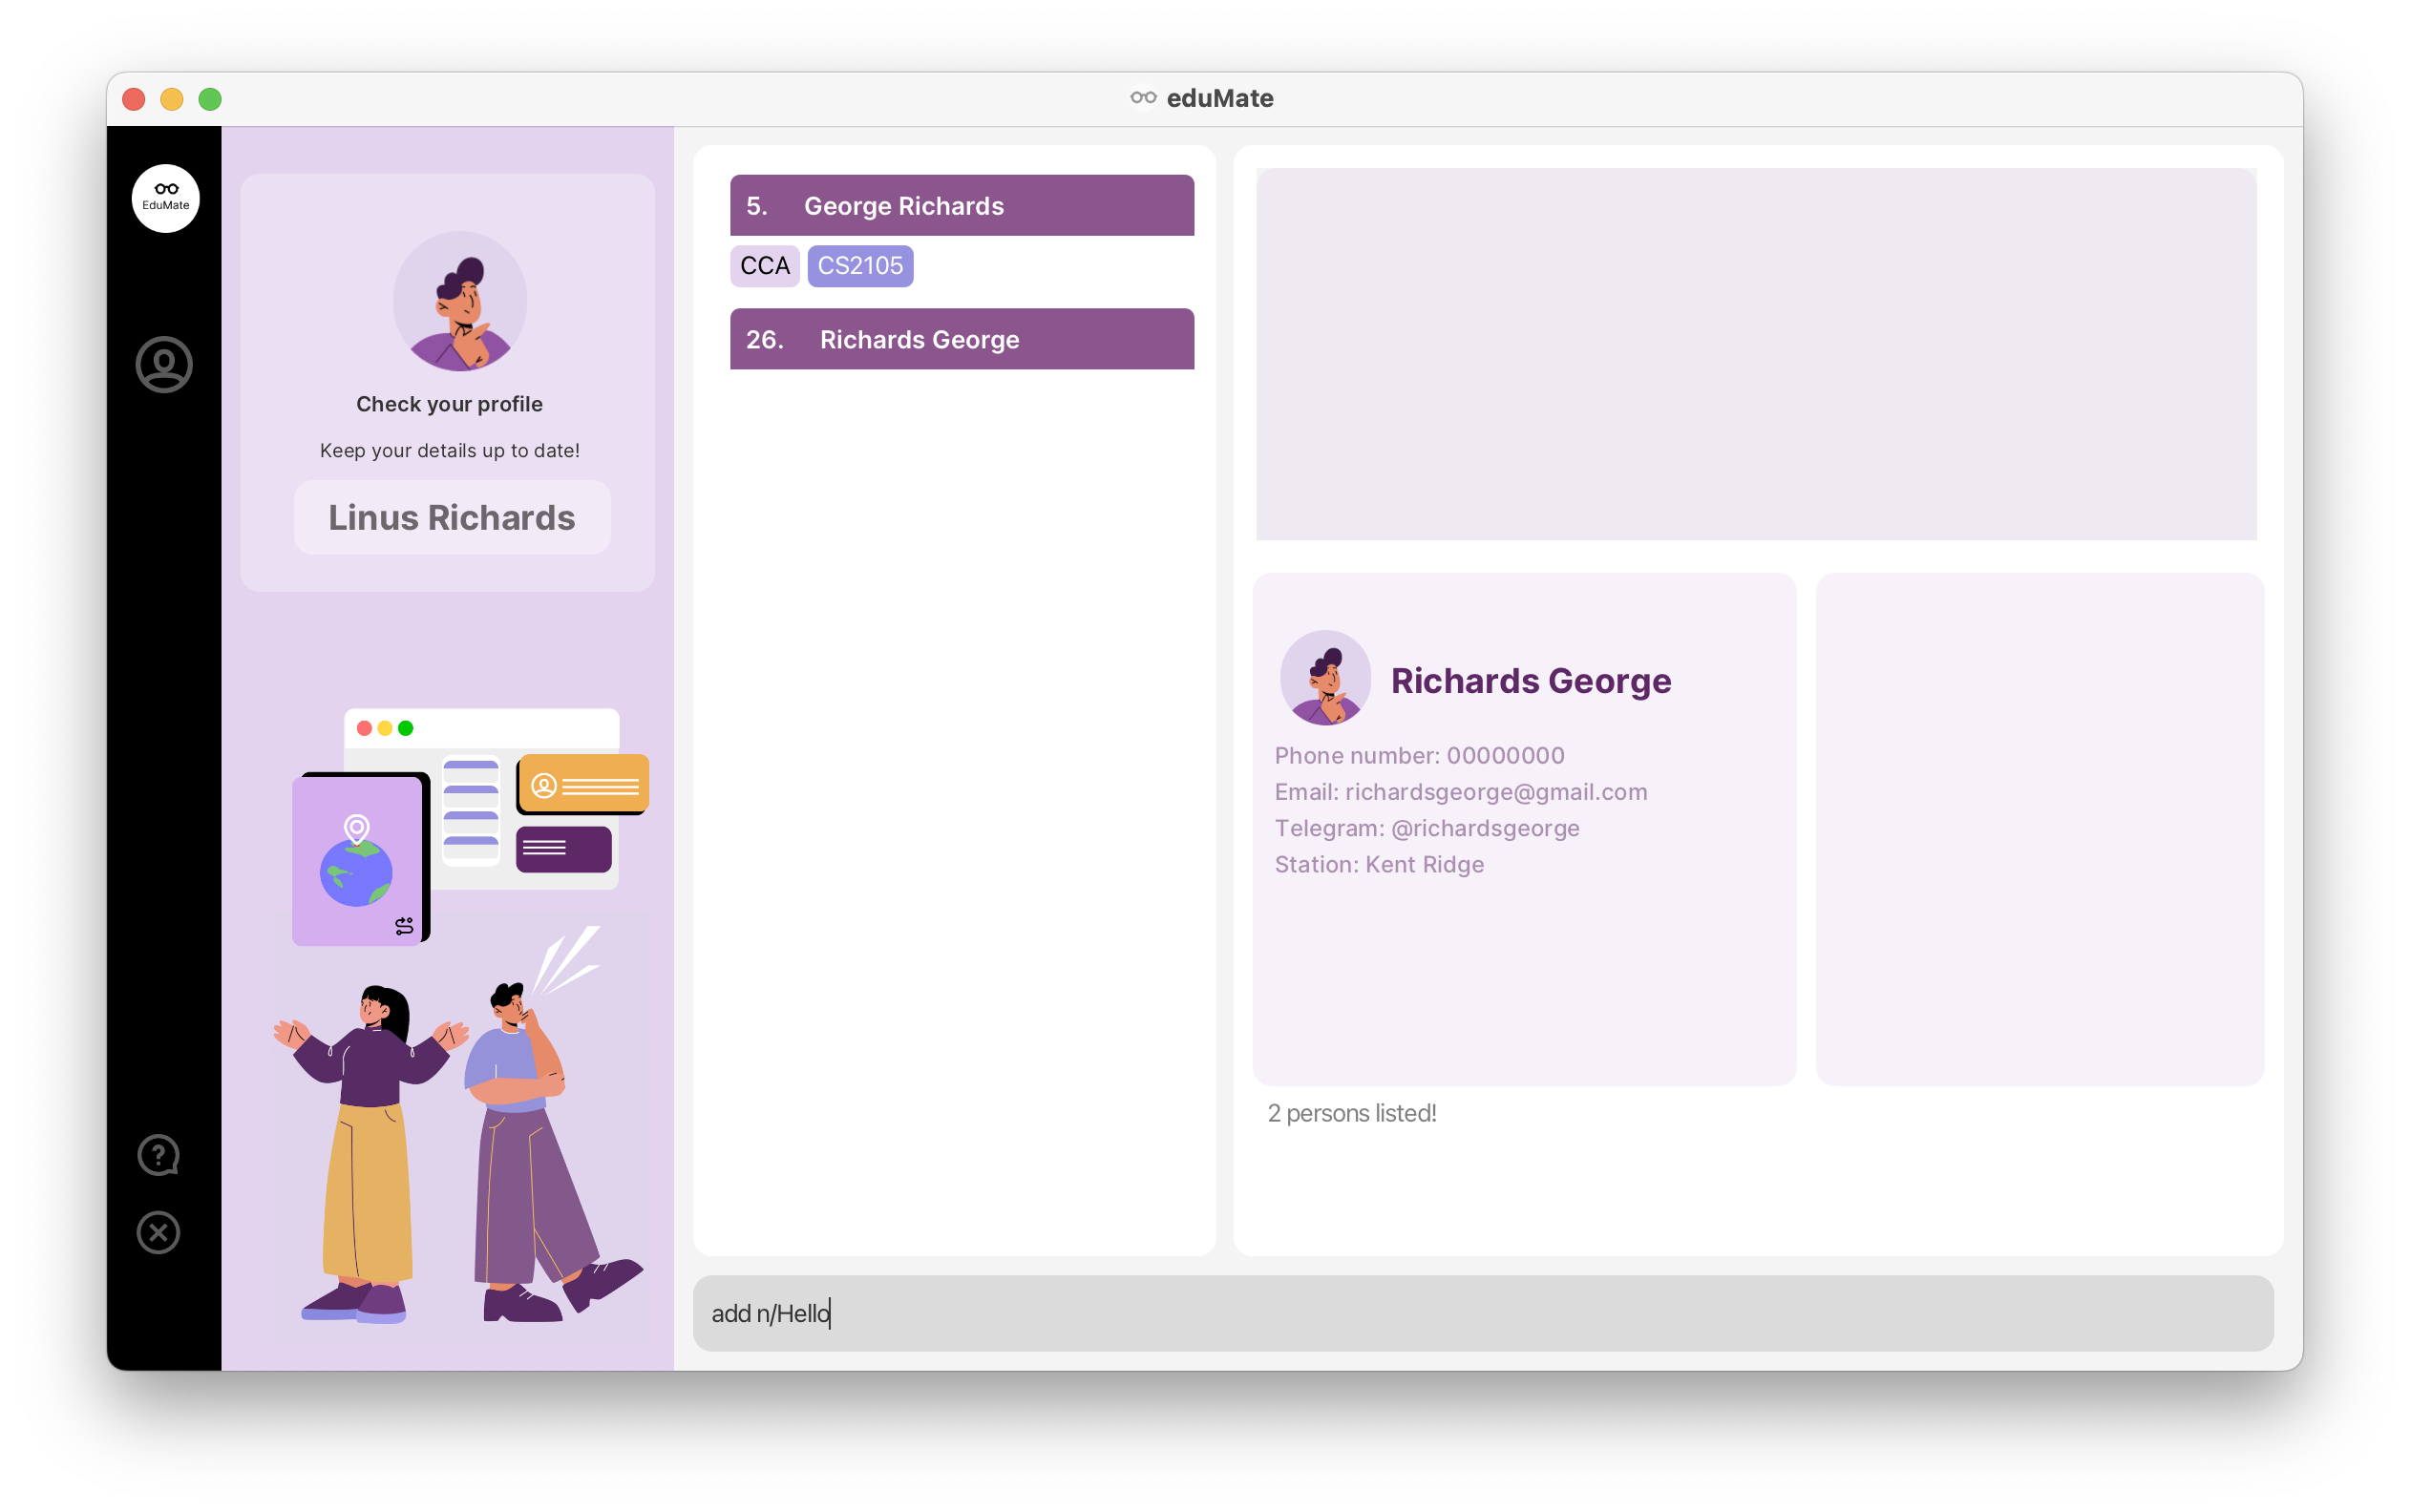 eduMate
EduMate
Check your profile
Keep your details up to date!
Linus Richards
5. George Richards
CCA CS2105
26. Richards George
Richards George
Phone number: 00000000
Email: richardsgeorge@gmail.com
Telegram: @richardsgeorge
Station: Kent Ridge
2 persons listed!
add n/Hello